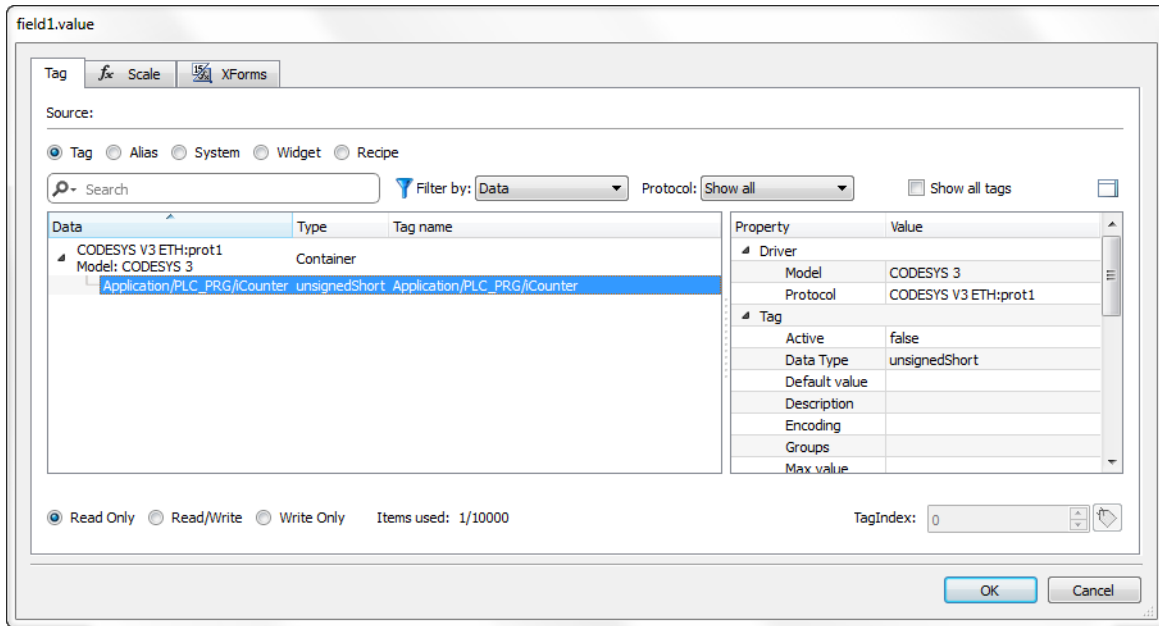 field1.value
Tag fx Scale XForms
Source:
Tag Alias System Widget Recipe
Search Filter by: Data Protocol: Show all Show all tags
Data Type Tag name
CODESYS V3 ETH:prot1
Model: CODESYS 3 Container
Application/PLC_PRG/iCounter unsignedShort Application/PLC_PRG/iCounter
Property Value
Driver
Model CODESYS 3
Protocol CODESYS V3 ETH:prot1
Tag
Active false
Data Type unsignedShort
Default value
Description
Encoding
Groups
Max value
Read Only Read/Write Write Only Items used: 1/10000 TagIndex: 0
OK Cancel